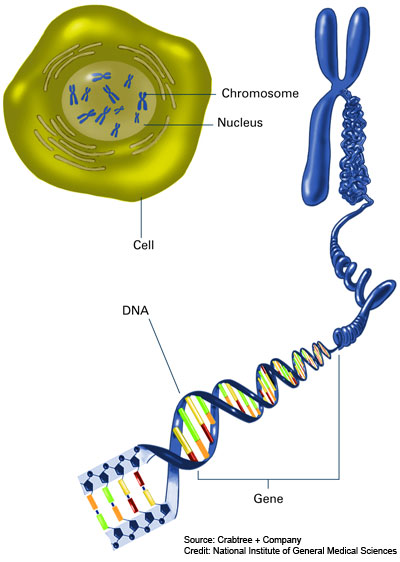 Chromosome
Nucleus
Cell
DNA
Gene
Source: Crabtree + Company
Credit: National Institute of General Medical Sciences